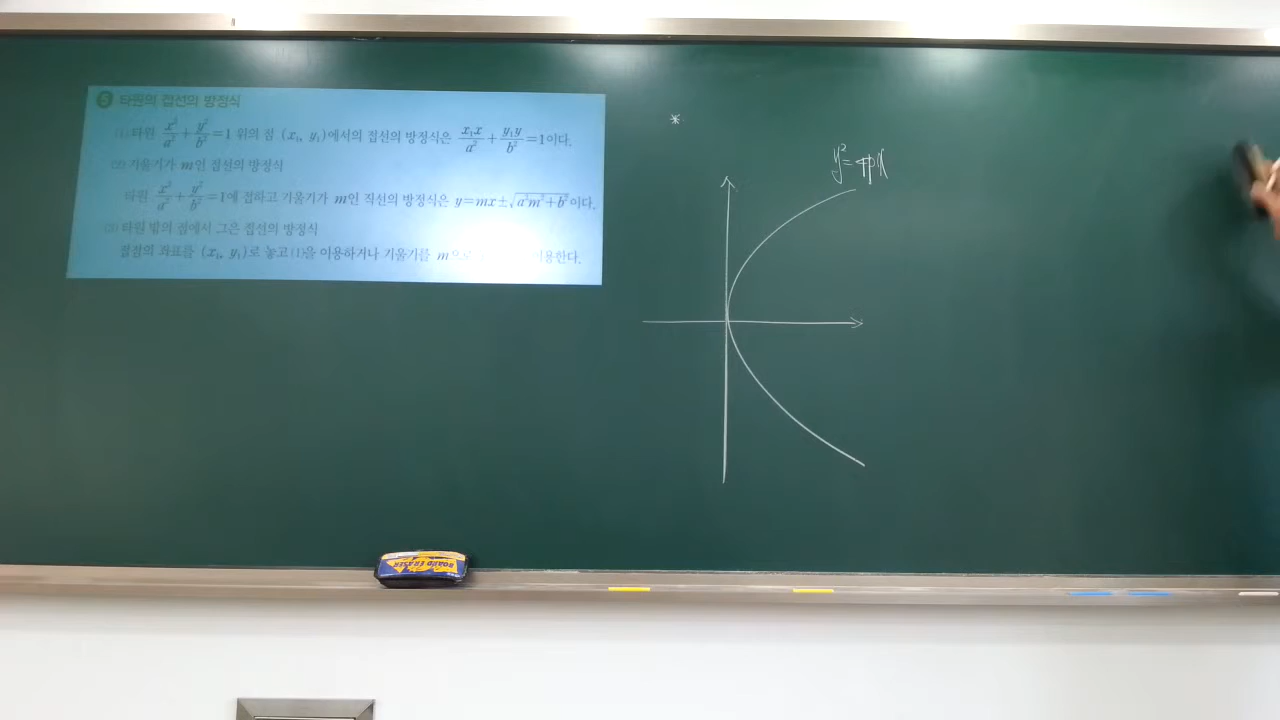 5 타원의 접선의 방정식
(1) 타원 x²/a² + y²/b² = 1 위의 점 (x₁, y₁)에서의 접선의 방정식은 x₁x/a² + y₁y/b² = 1이다.
(2) 기울기가 m인 접선의 방정식
타원 x²/a² + y²/b² = 1에 접하고 기울기가 m인 직선의 방정식은 y=mx±√(a²m²+b²)이다.
(3) 타원 밖의 점에서 그은 접선의 방정식
접점의 좌표를 (x₁, y₁)로 놓고 (1)을 이용하거나 기울기를 m으로 이용한다.
*
y² = 4px
BOARD ERASER